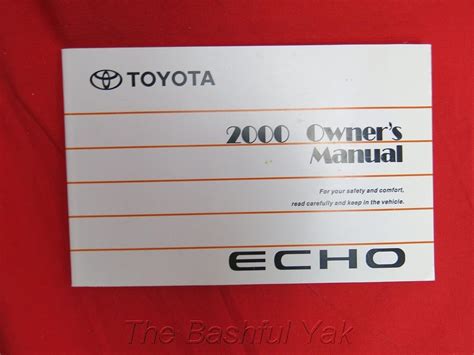 TOYOTA
2000 Owner's
Manual
For your safety and comfort,
read carefully and keep in the vehicle.
ECHO
The Bashful Yak